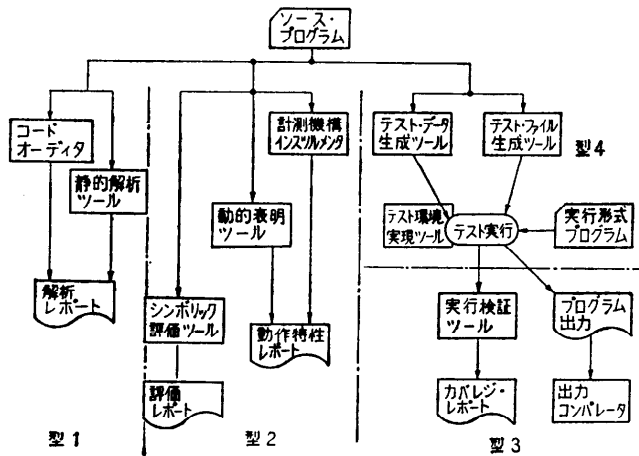 ソース・
プログラム
コード
オーディタ
静的解析
ツール
解析
レポート
型1
計測機構
インスツルメンタ
動的表明
ツール
シンボリック
評価ツール
動作特性
レポート
評価
レポート
型2
テスト・データ
生成ツール
テスト・ファイル
生成ツール
型4
テスト環境
実現ツール
テスト実行
実行形式
プログラム
実行検証
ツール
プログラム
出力
カバレジ・
レポート
出力
コンパレータ
型3